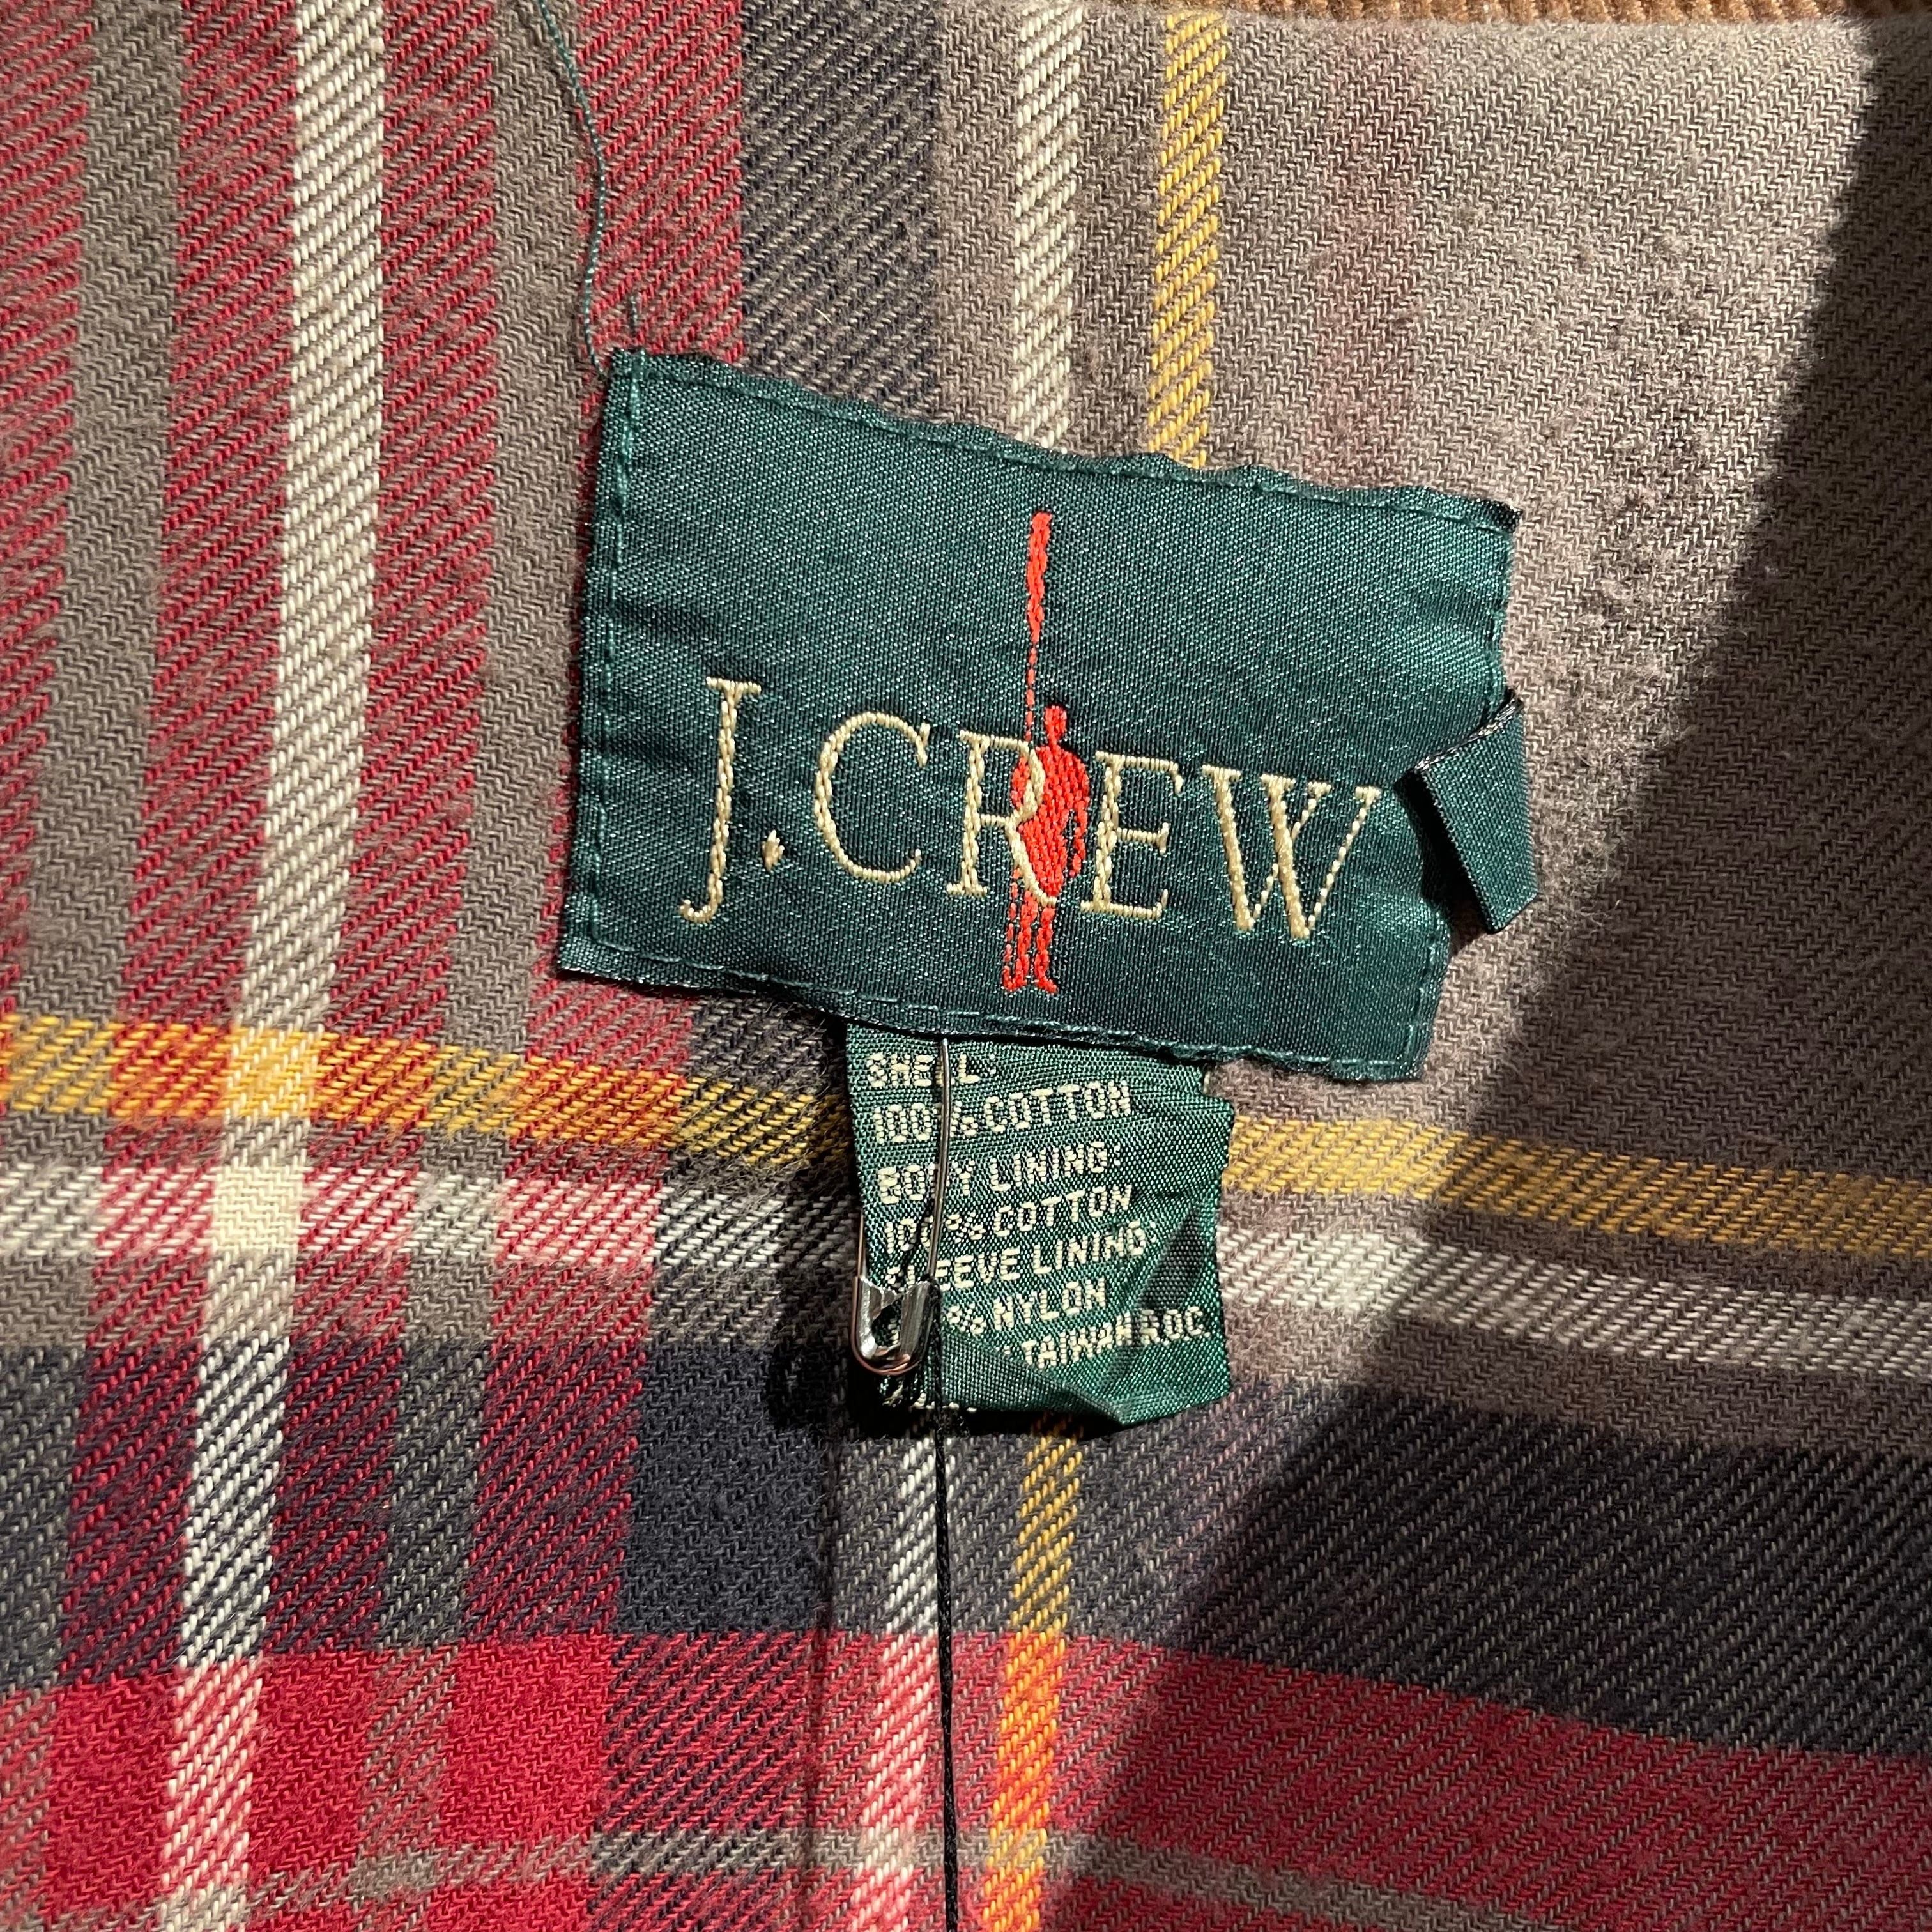 J.CREW
SHELL:
100% COTTON
BODY LINING:
100% COTTON
SLEEVE LINING:
% NYLON
TAIWAN R.O.C.